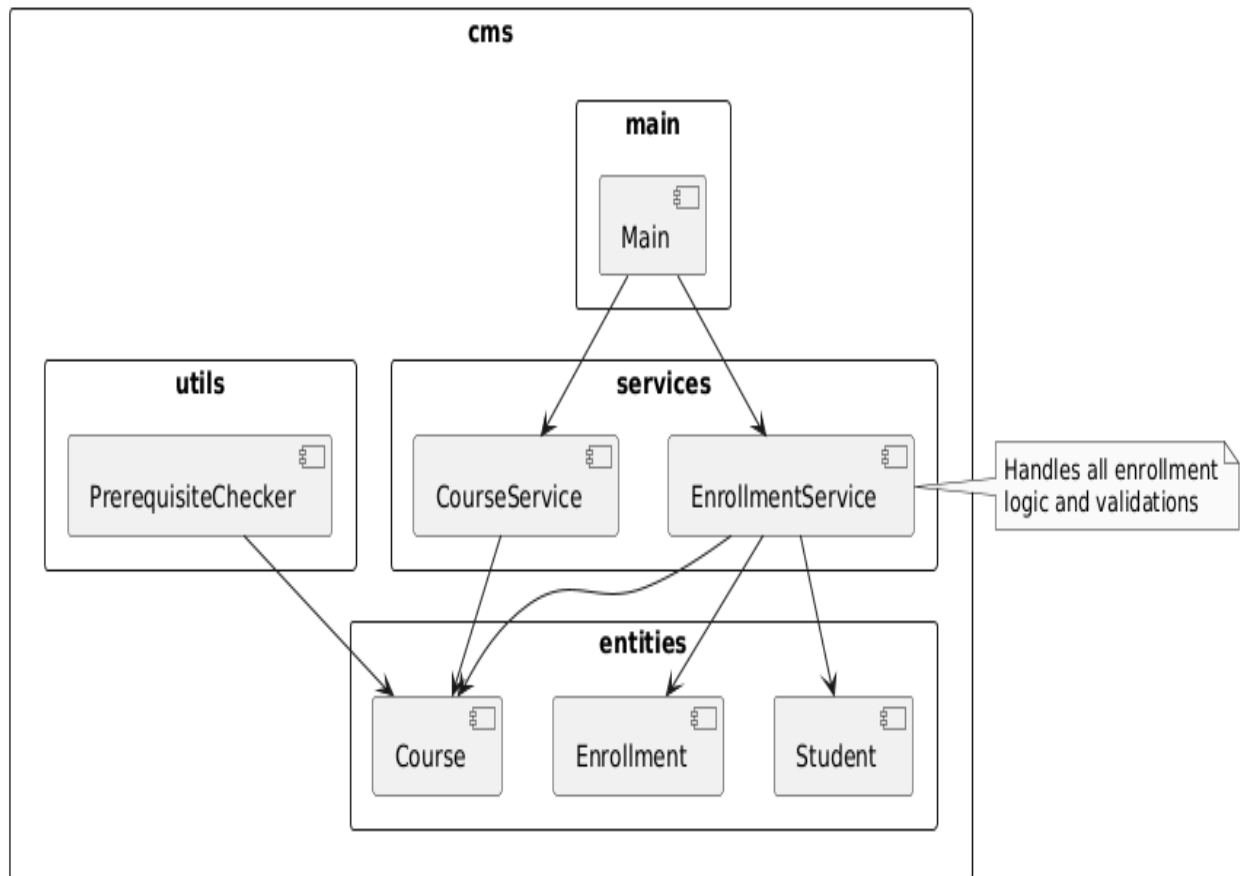 cms
main
Main
utils
services
PrerequisiteChecker
CourseService
EnrollmentService
Handles all enrollment
logic and validations
entities
Course
Enrollment
Student